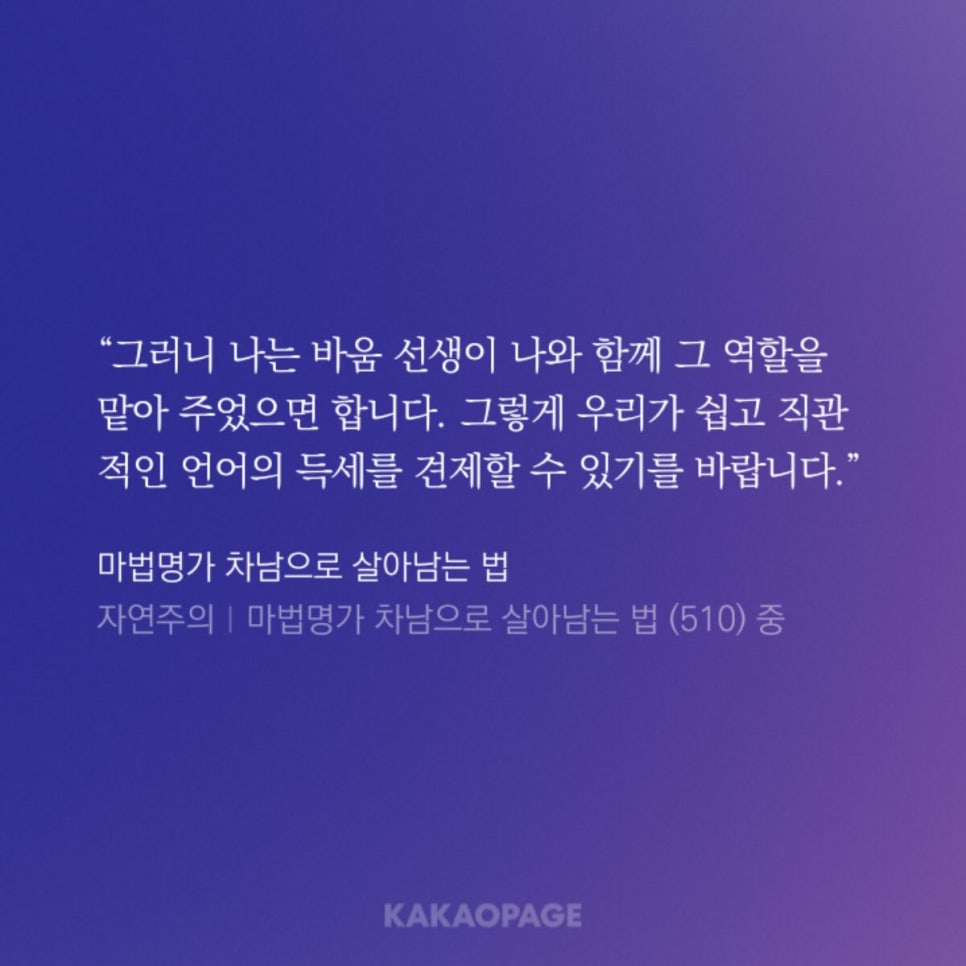 “그러니 나는 바움 선생이 나와 함께 그 역할을
맡아 주었으면 합니다. 그렇게 우리가 쉽고 직관
적인 언어의 득세를 견제할 수 있기를 바랍니다.”
마법명가 차남으로 살아남는 법
자연주의 | 마법명가 차남으로 살아남는 법 (510) 중
KAKAOPAGE